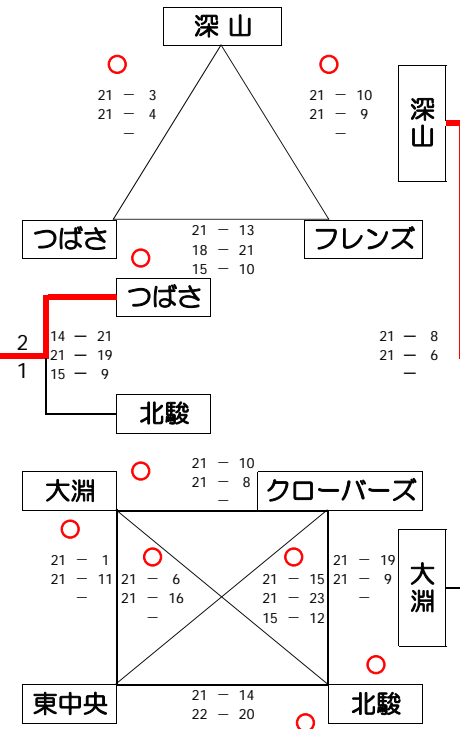 深山
21 － 3
21 － 4
－
21 － 10
21 － 9
－
深山
つばさ
21 － 13
18 － 21
15 － 10
フレンズ
つばさ
2
1
14 － 21
21 － 19
15 － 9
北駿
21 － 8
21 － 6
－
大淵
21 － 10
21 － 8
－
クローバーズ
21 － 1
21 － 11
－
21 － 6
21 － 16
－
21 － 15
21 － 23
15 － 12
21 － 19
21 － 9
－
大淵
東中央
21 － 14
22 － 20
北駿